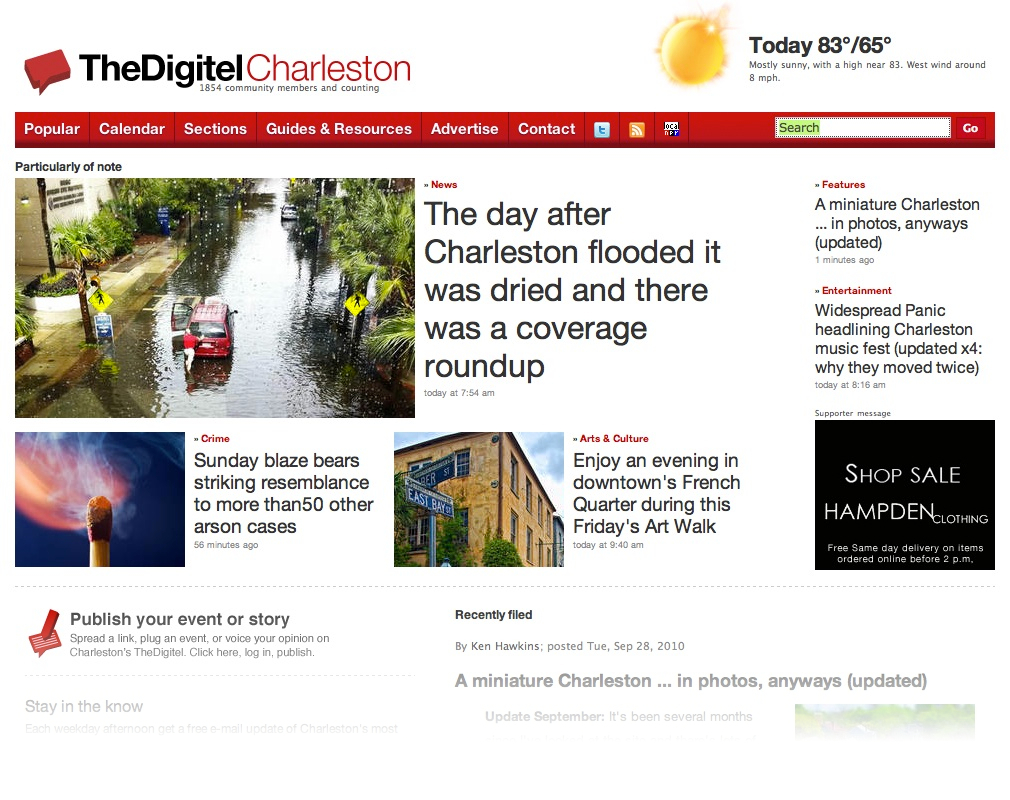 TheDigitel Charleston
1854 community members and counting
Today 83°/65°
Mostly sunny, with a high near 83. West wind around
8 mph.
Popular
Calendar
Sections
Guides & Resources
Advertise
Contact
Search
Go
Particularly of note
» News
The day after
Charleston flooded it
was dried and there
was a coverage
roundup
today at 7:54 am
» Features
A miniature Charleston
... in photos, anyways
(updated)
1 minutes ago
» Entertainment
Widespread Panic
headlining Charleston
music fest (updated x4:
why they moved twice)
today at 8:16 am
Supporter message
SHOP SALE
HAMPDEN CLOTHING
Free Same day delivery on items
ordered online before 2 p.m,
» Crime
Sunday blaze bears
striking resemblance
to more than50 other
arson cases
56 minutes ago
EAST BAY ST
» Arts & Culture
Enjoy an evening in
downtown's French
Quarter during this
Friday's Art Walk
today at 9:40 am
Publish your event or story
Spread a link, plug an event, or voice your opinion on
Charleston's TheDigitel. Click here, log in, publish.
Stay in the know
Each weekday afternoon get a free e-mail update of Charleston's most
Recently filed
By Ken Hawkins; posted Tue, Sep 28, 2010
A miniature Charleston ... in photos, anyways (updated)
Update September: It's been several months